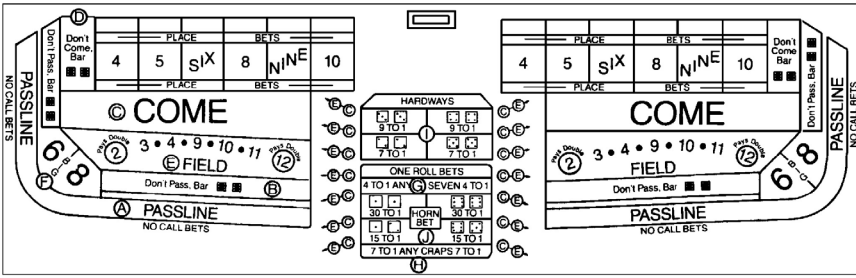 D
Don't Come, Bar
PLACE BETS
4 5 SIX 8 NINE 10
PLACE BETS
Don't Pass, Bar
PASSLINE
NO CALL BETS
C COME
Pays Double
2
3 • 4 • 9 • 10 • 11
Pays Double
12
E FIELD
6 8
BIG
F
Don't Pass, Bar
B
A
PASSLINE
NO CALL BETS
E C C E
E C C E
E C C E
E C C E
E C C E
E C C E
E C C E
E C C E
HARDWAYS
9 TO 1 9 TO 1
I
7 TO 1 7 TO 1
ONE ROLL BETS
4 TO 1 ANY G SEVEN 4 TO 1
30 TO 1 30 TO 1
HORN BET
15 TO 1 J 15 TO 1
7 TO 1 ANY CRAPS 7 TO 1
H
PLACE BETS
4 5 SIX 8 NINE 10
PLACE BETS
Don't Come Bar
Don't Pass, Bar
PASSLINE
NO CALL BETS
COME
Pays Double
2
3 • 4 • 9 • 10 • 11
Pays Double
12
FIELD
6 8
BIG
Don't Pass, Bar
PASSLINE
NO CALL BETS